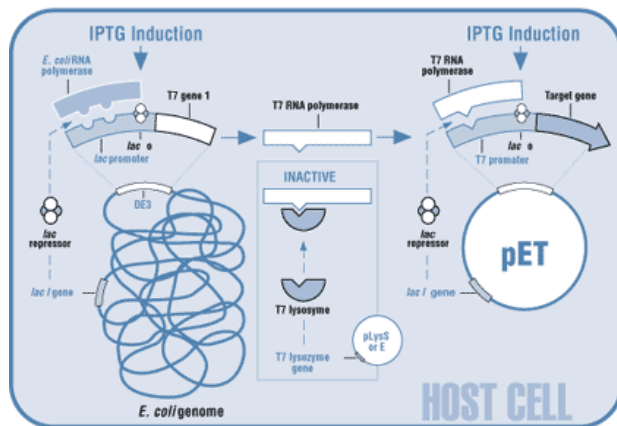 IPTG Induction
E. coli RNA
polymerase
T7 gene 1
lac o
lac promoter
DE3
lac
repressor
lac I gene
E. coli genome
T7 RNA polymerase
INACTIVE
T7 lysosyme
T7 lysozyme
gene
pLysS
or E
IPTG Induction
T7 RNA
polymerase
Target gene
lac o
T7 promoter
lac
repressor
lac I gene
pET
HOST CELL